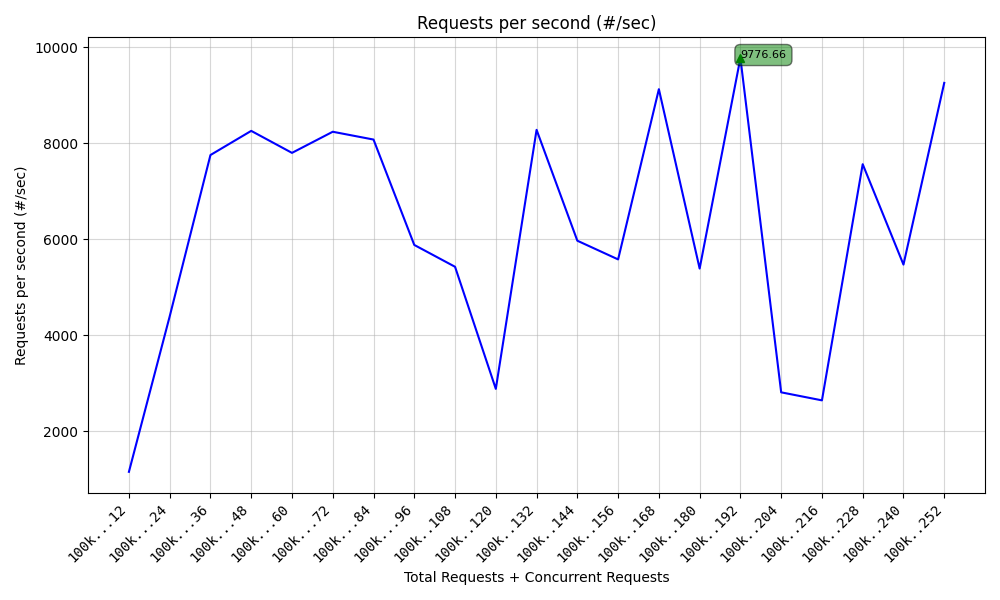 Requests per second (#/sec)
10000
8000
6000
4000
2000
Requests per second (#/sec)
9776.66
100k...12
100k...24
100k...36
100k...48
100k...60
100k...72
100k...84
100k...96
100k...108
100k...120
100k...132
100k...144
100k...156
100k...168
100k...180
100k...192
100k...204
100k...216
100k...228
100k...240
100k...252
Total Requests + Concurrent Requests